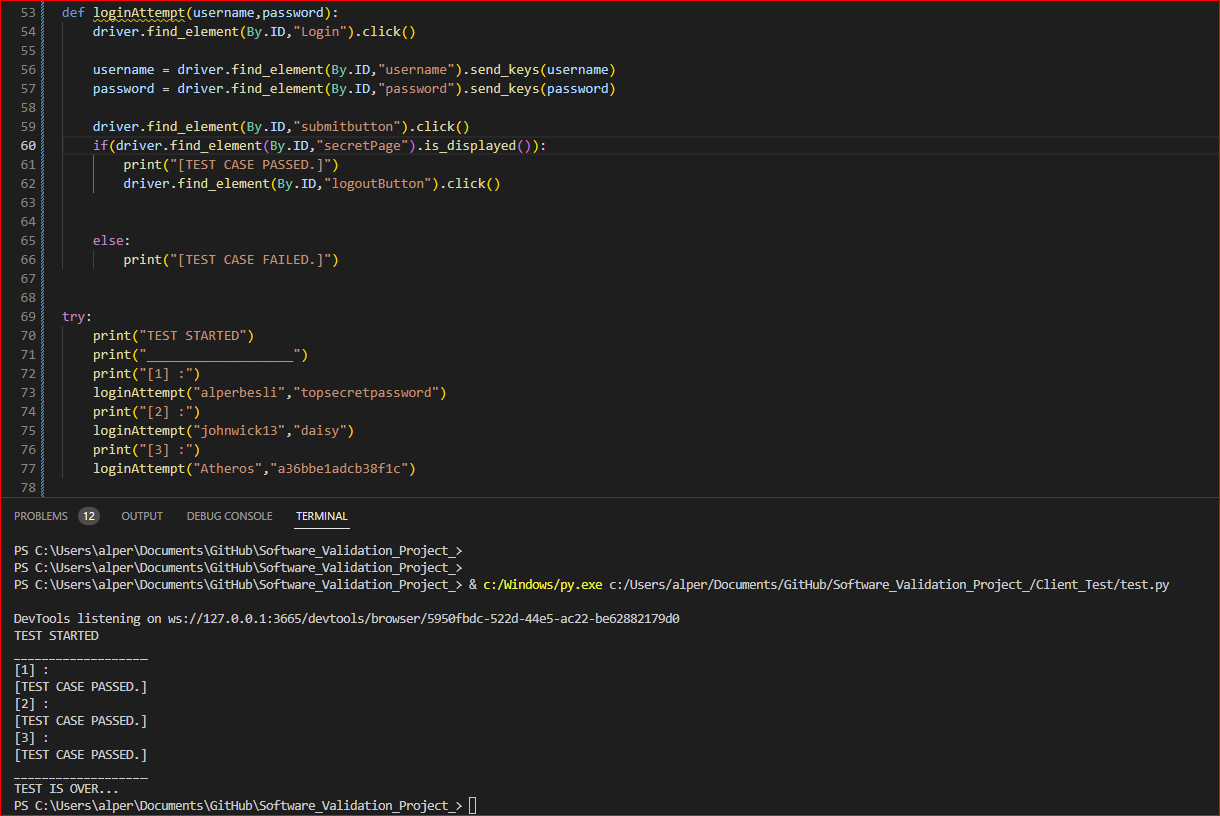 53 def loginAttempt(username,password):
54     driver.find_element(By.ID,"Login").click()
55
56     username = driver.find_element(By.ID,"username").send_keys(username)
57     password = driver.find_element(By.ID,"password").send_keys(password)
58
59     driver.find_element(By.ID,"submitbutton").click()
60     if(driver.find_element(By.ID,"secretPage").is_displayed()):
61         print("[TEST CASE PASSED.]")
62         driver.find_element(By.ID,"logoutButton").click()
63
64
65     else:
66         print("[TEST CASE FAILED.]")
67
68
69 try:
70     print("TEST STARTED")
71     print("___________________")
72     print("[1] :")
73     loginAttempt("alperbesli","topsecretpassword")
74     print("[2] :")
75     loginAttempt("johnwick13","daisy")
76     print("[3] :")
77     loginAttempt("Atheros","a36bbe1adcb38f1c")
78
PROBLEMS 12 OUTPUT DEBUG CONSOLE TERMINAL
PS C:\Users\alper\Documents\GitHub\Software_Validation_Project_>
PS C:\Users\alper\Documents\GitHub\Software_Validation_Project_>
PS C:\Users\alper\Documents\GitHub\Software_Validation_Project_> & c:/Windows/py.exe c:/Users/alper/Documents/GitHub/Software_Validation_Project_/Client_Test/test.py
DevTools listening on ws://127.0.0.1:3665/devtools/browser/5950fbdc-522d-44e5-ac22-be62882179d0
TEST STARTED
___________________
[1] :
[TEST CASE PASSED.]
[2] :
[TEST CASE PASSED.]
[3] :
[TEST CASE PASSED.]
___________________
TEST IS OVER...
PS C:\Users\alper\Documents\GitHub\Software_Validation_Project_>